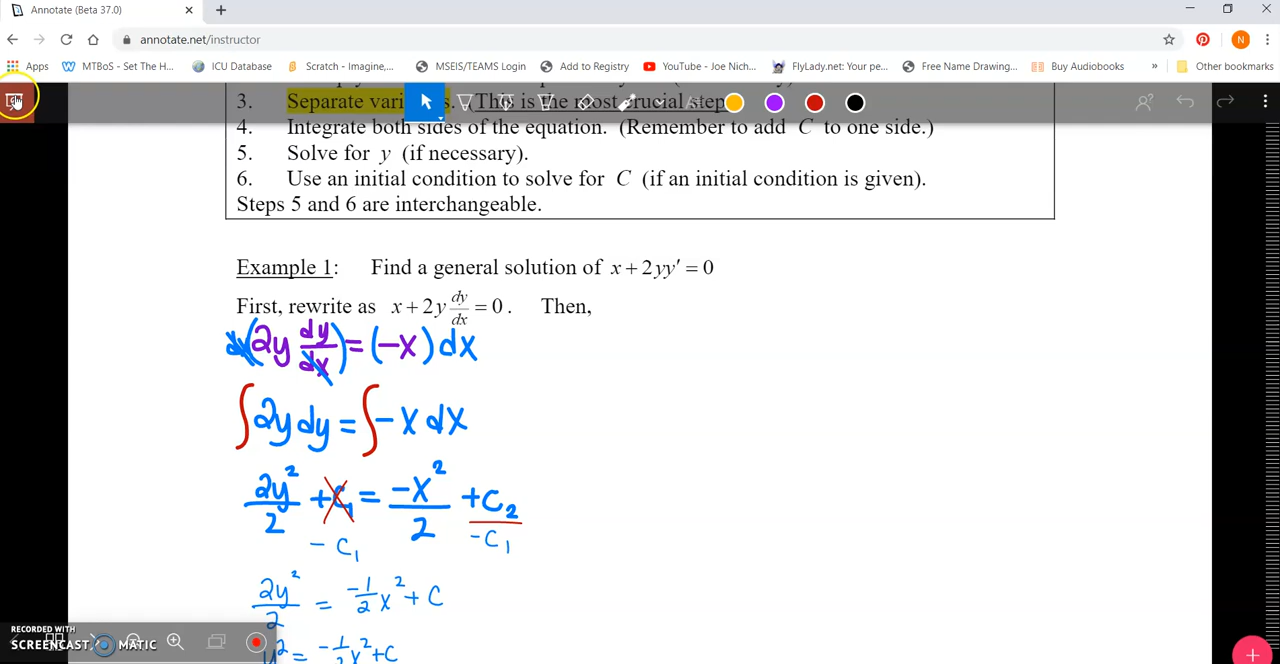 Annotate (Beta 37.0)
annotate.net/instructor
N
Apps MTBoS - Set The H... ICU Database Scratch - Imagine,... MSEIS/TEAMS Login Add to Registry YouTube - Joe Nich... FlyLady.net: Your pe... Free Name Drawing... Buy Audiobooks » Other bookmarks
3. Separate variables. (This is the most crucial step
4. Integrate both sides of the equation. (Remember to add C to one side.)
5. Solve for y (if necessary).
6. Use an initial condition to solve for C (if an initial condition is given).
Steps 5 and 6 are interchangeable.
Example 1: Find a general solution of x + 2yy′ = 0
First, rewrite as x + 2y dy/dx = 0. Then,
dx(2y dy/dx) = (-x) dx
∫2y dy = ∫-x dx
2y²/2 + C₁ = -x²/2 + C₂
- C₁ -C₁
2y²/2 = -1/2 x² + C
y² = -1/2 x² + C
RECORDED WITH
SCREENCAST MATIC